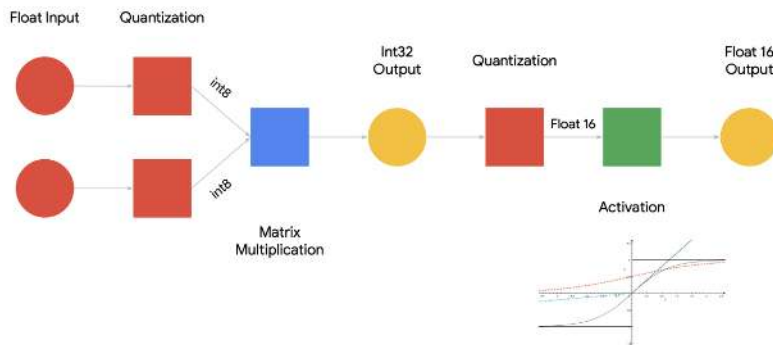 Float Input
Quantization
int8
int8
Matrix
Multiplication
Int32
Output
Quantization
Float 16
Activation
Float 16
Output